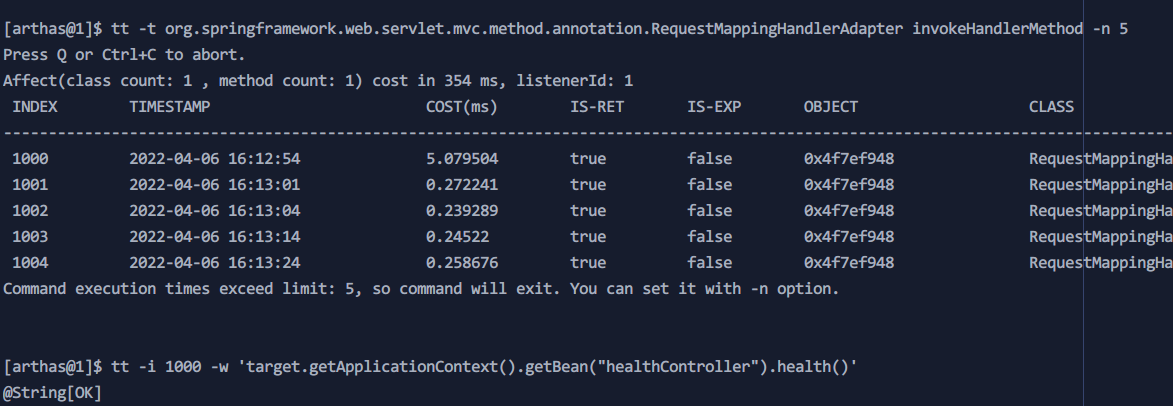 [arthas@1]$ tt -t org.springframework.web.servlet.mvc.method.annotation.RequestMappingHandlerAdapter invokeHandlerMethod -n 5
Press Q or Ctrl+C to abort.
Affect(class count: 1 , method count: 1) cost in 354 ms, listenerId: 1
INDEX TIMESTAMP COST(ms) IS-RET IS-EXP OBJECT CLASS
1000 2022-04-06 16:12:54 5.079504 true false 0x4f7ef948 RequestMappingHa
1001 2022-04-06 16:13:01 0.272241 true false 0x4f7ef948 RequestMappingHa
1002 2022-04-06 16:13:04 0.239289 true false 0x4f7ef948 RequestMappingHa
1003 2022-04-06 16:13:14 0.24522 true false 0x4f7ef948 RequestMappingHa
1004 2022-04-06 16:13:24 0.258676 true false 0x4f7ef948 RequestMappingHa
Command execution times exceed limit: 5, so command will exit. You can set it with -n option.
[arthas@1]$ tt -i 1000 -w 'target.getApplicationContext().getBean("healthController").health()'
@String[OK]